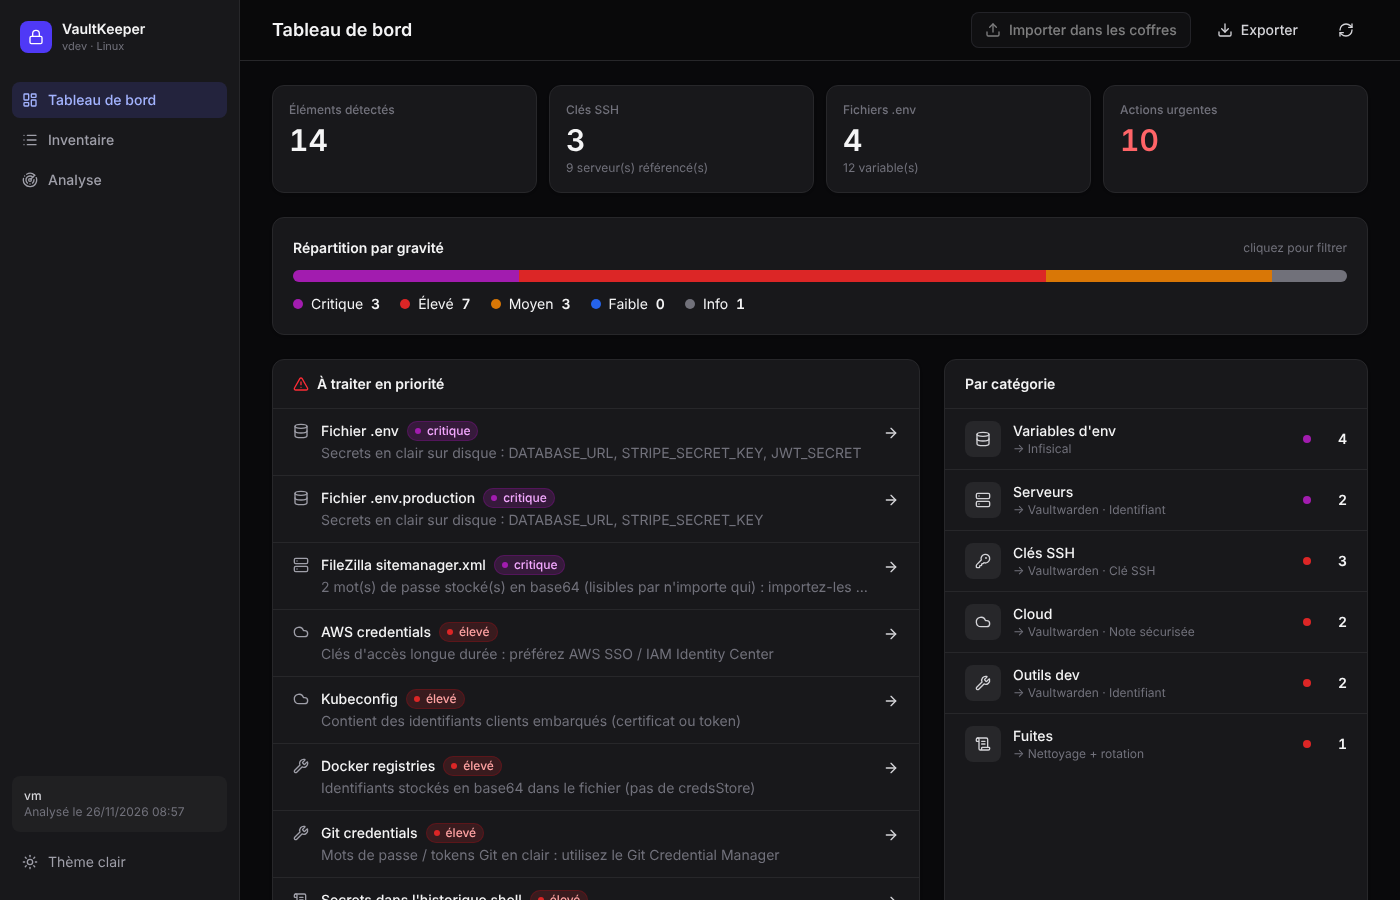 VaultKeeper
vdev · Linux
Tableau de bord
Inventaire
Analyse
vm
Analysé le 26/11/2026 08:57
Thème clair
Tableau de bord
Importer dans les coffres
Exporter
Éléments détectés
14
Clés SSH
3
9 serveur(s) référencé(s)
Fichiers .env
4
12 variable(s)
Actions urgentes
10
Répartition par gravité
cliquez pour filtrer
Critique 3
Élevé 7
Moyen 3
Faible 0
Info 1
À traiter en priorité
Fichier .env critique
Secrets en clair sur disque : DATABASE_URL, STRIPE_SECRET_KEY, JWT_SECRET
Fichier .env.production critique
Secrets en clair sur disque : DATABASE_URL, STRIPE_SECRET_KEY
FileZilla sitemanager.xml critique
2 mot(s) de passe stocké(s) en base64 (lisibles par n'importe qui) : importez-les ...
AWS credentials élevé
Clés d'accès longue durée : préférez AWS SSO / IAM Identity Center
Kubeconfig élevé
Contient des identifiants clients embarqués (certificat ou token)
Docker registries élevé
Identifiants stockés en base64 dans le fichier (pas de credsStore)
Git credentials élevé
Mots de passe / tokens Git en clair : utilisez le Git Credential Manager
Secrets dans l'historique shell élevé
Par catégorie
Variables d'env
→ Infisical
4
Serveurs
→ Vaultwarden · Identifiant
2
Clés SSH
→ Vaultwarden · Clé SSH
3
Cloud
→ Vaultwarden · Note sécurisée
2
Outils dev
→ Vaultwarden · Identifiant
2
Fuites
→ Nettoyage + rotation
1